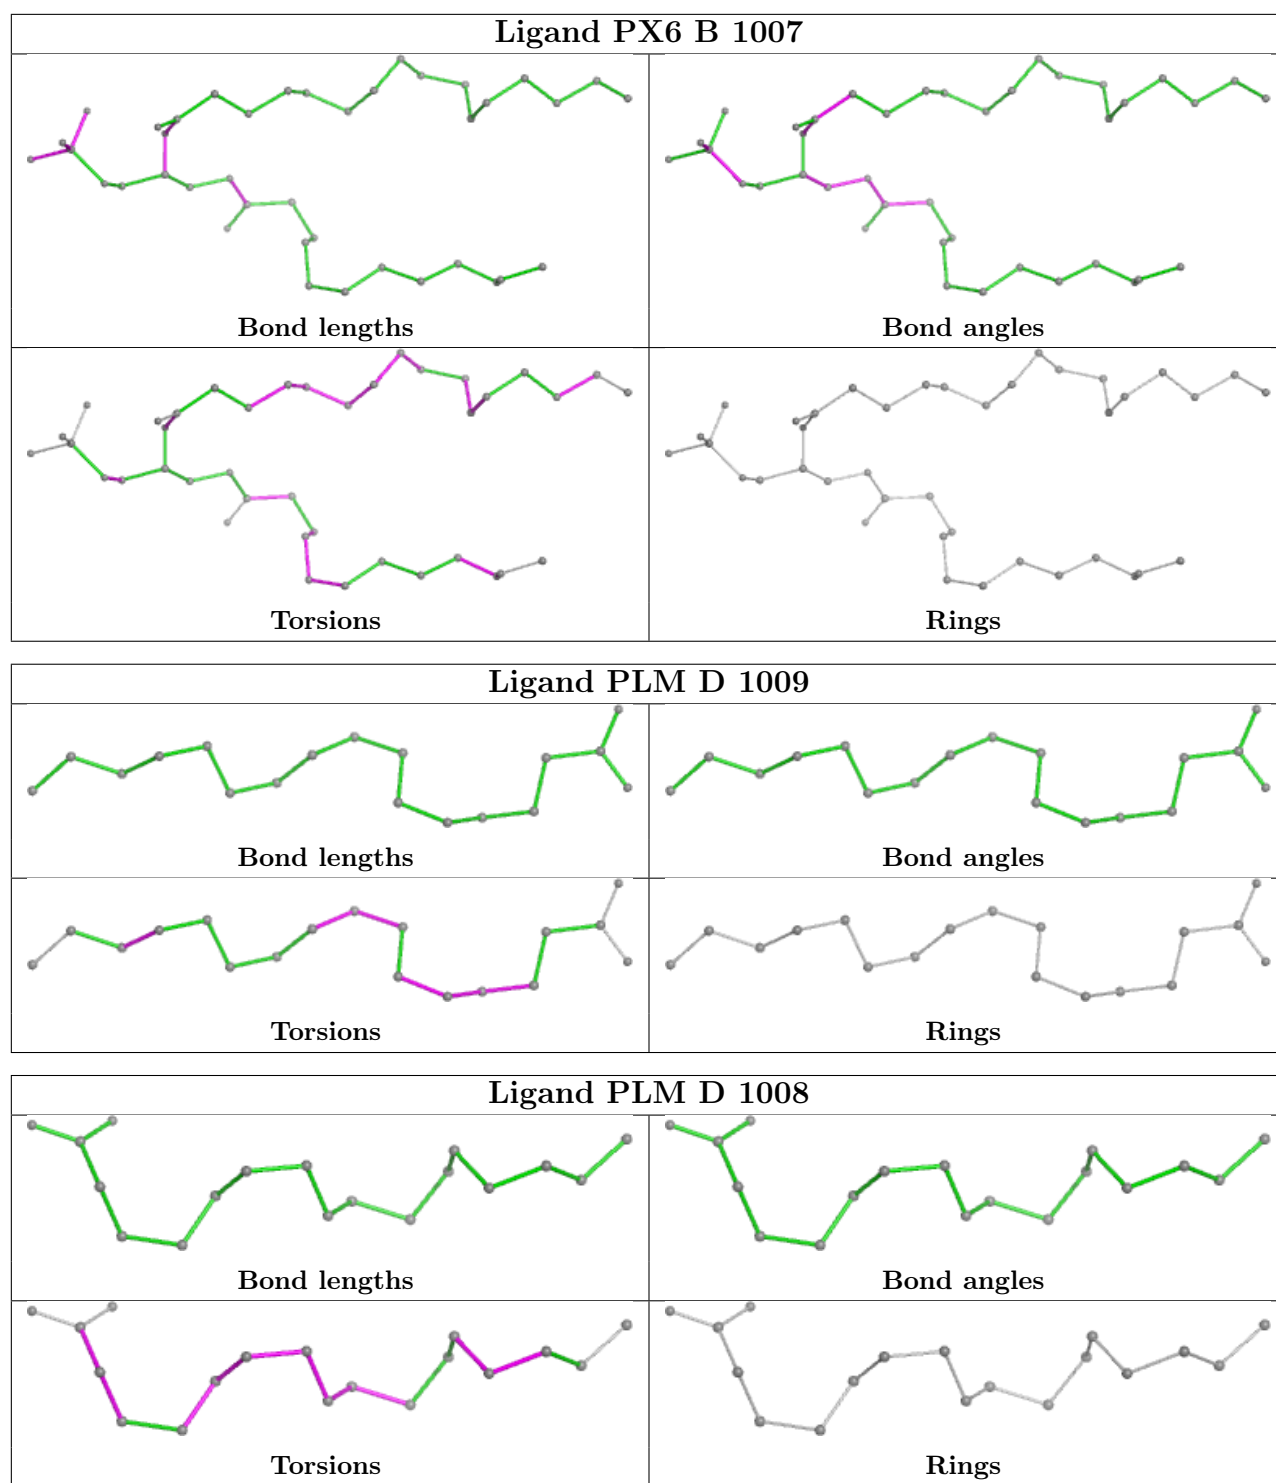 Ligand PX6 B 1007
Bond lengths
Bond angles
Torsions
Rings
Ligand PLM D 1009
Bond lengths
Bond angles
Torsions
Rings
Ligand PLM D 1008
Bond lengths
Bond angles
Torsions
Rings